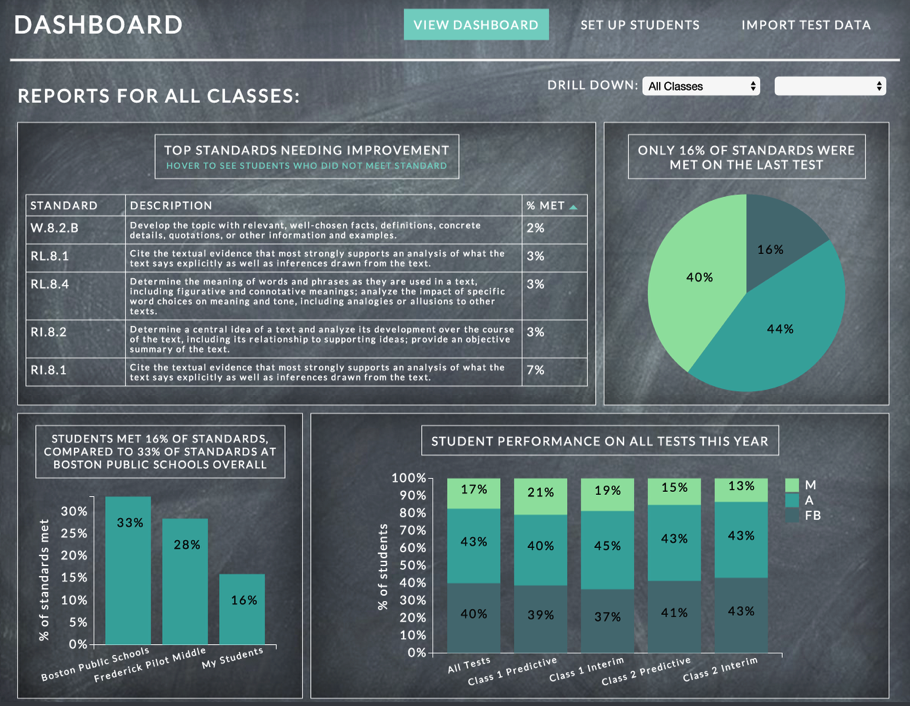 DASHBOARD
VIEW DASHBOARD
SET UP STUDENTS
IMPORT TEST DATA
REPORTS FOR ALL CLASSES:
DRILL DOWN:
All Classes
TOP STANDARDS NEEDING IMPROVEMENT
HOVER TO SEE STUDENTS WHO DID NOT MEET STANDARD
STANDARD DESCRIPTION % MET
W.8.2.B
Develop the topic with relevant, well-chosen facts, definitions, concrete
details, quotations, or other information and examples.
2%
RL.8.1
Cite the textual evidence that most strongly supports an analysis of what the
text says explicitly as well as inferences drawn from the text.
3%
RL.8.4
Determine the meaning of words and phrases as they are used in a text,
including figurative and connotative meanings; analyze the impact of specific
word choices on meaning and tone, including analogies or allusions to other
texts.
3%
RI.8.2
Determine a central idea of a text and analyze its development over the course
of the text, including its relationship to supporting ideas; provide an objective
summary of the text.
3%
RI.8.1
Cite the textual evidence that most strongly supports an analysis of what the
text says explicitly as well as inferences drawn from the text.
7%
ONLY 16% OF STANDARDS WERE
MET ON THE LAST TEST
16%
40%
44%
STUDENTS MET 16% OF STANDARDS,
COMPARED TO 33% OF STANDARDS AT
BOSTON PUBLIC SCHOOLS OVERALL
% of standards met
30%
25%
20%
15%
10%
5%
0%
33%
28%
16%
Boston Public Schools
Frederick Pilot Middle
My Students
STUDENT PERFORMANCE ON ALL TESTS THIS YEAR
% of students
100%
90%
80%
70%
60%
50%
40%
30%
20%
10%
0%
17% 21% 19% 15% 13%
43% 40% 45% 43% 43%
40% 39% 37% 41% 43%
All Tests
Class 1 Predictive
Class 1 Interim
Class 2 Predictive
Class 2 Interim
M
A
FB